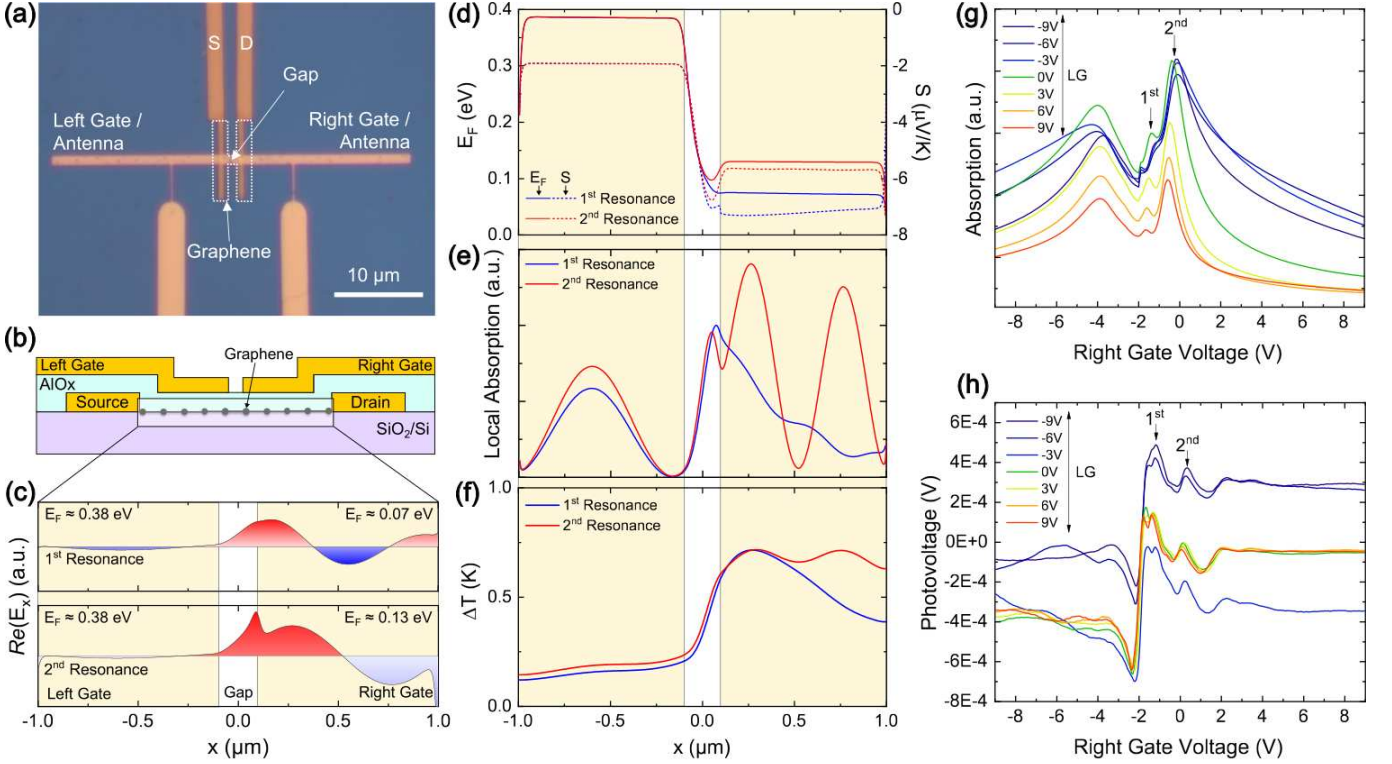 (a)
S D
Gap
Left Gate /
Antenna
Right Gate /
Antenna
Graphene
10 µm
(b)
Graphene
Left Gate
Right Gate
AlOx
Source
Drain
SiO2/Si
(c)
Re(Ex) (a.u.)
EF ≈ 0.38 eV
EF ≈ 0.07 eV
1st Resonance
EF ≈ 0.38 eV
EF ≈ 0.13 eV
2nd Resonance
Left Gate
Gap
Right Gate
-1.0 -0.5 0.0 0.5 1.0
x (µm)
(d)
EF (eV)
0.4
0.3
0.2
0.1
0.0
0
-2
-4
-6
-8
S (µV/K)
EF S
1st Resonance
2nd Resonance
(e)
Local Absorption (a.u.)
1st Resonance
2nd Resonance
(f)
ΔT (K)
1.0
0.5
0.0
1st Resonance
2nd Resonance
-1.0 -0.5 0.0 0.5 1.0
x (µm)
(g)
Absorption (a.u.)
-9V
-6V
-3V
0V
3V
6V
9V
LG
1st
2nd
-8 -6 -4 -2 0 2 4 6 8
Right Gate Voltage (V)
(h)
Photovoltage (V)
6E-4
4E-4
2E-4
0E+0
-2E-4
-4E-4
-6E-4
-8E-4
-9V
-6V
-3V
0V
3V
6V
9V
LG
1st
2nd
-8 -6 -4 -2 0 2 4 6 8
Right Gate Voltage (V)